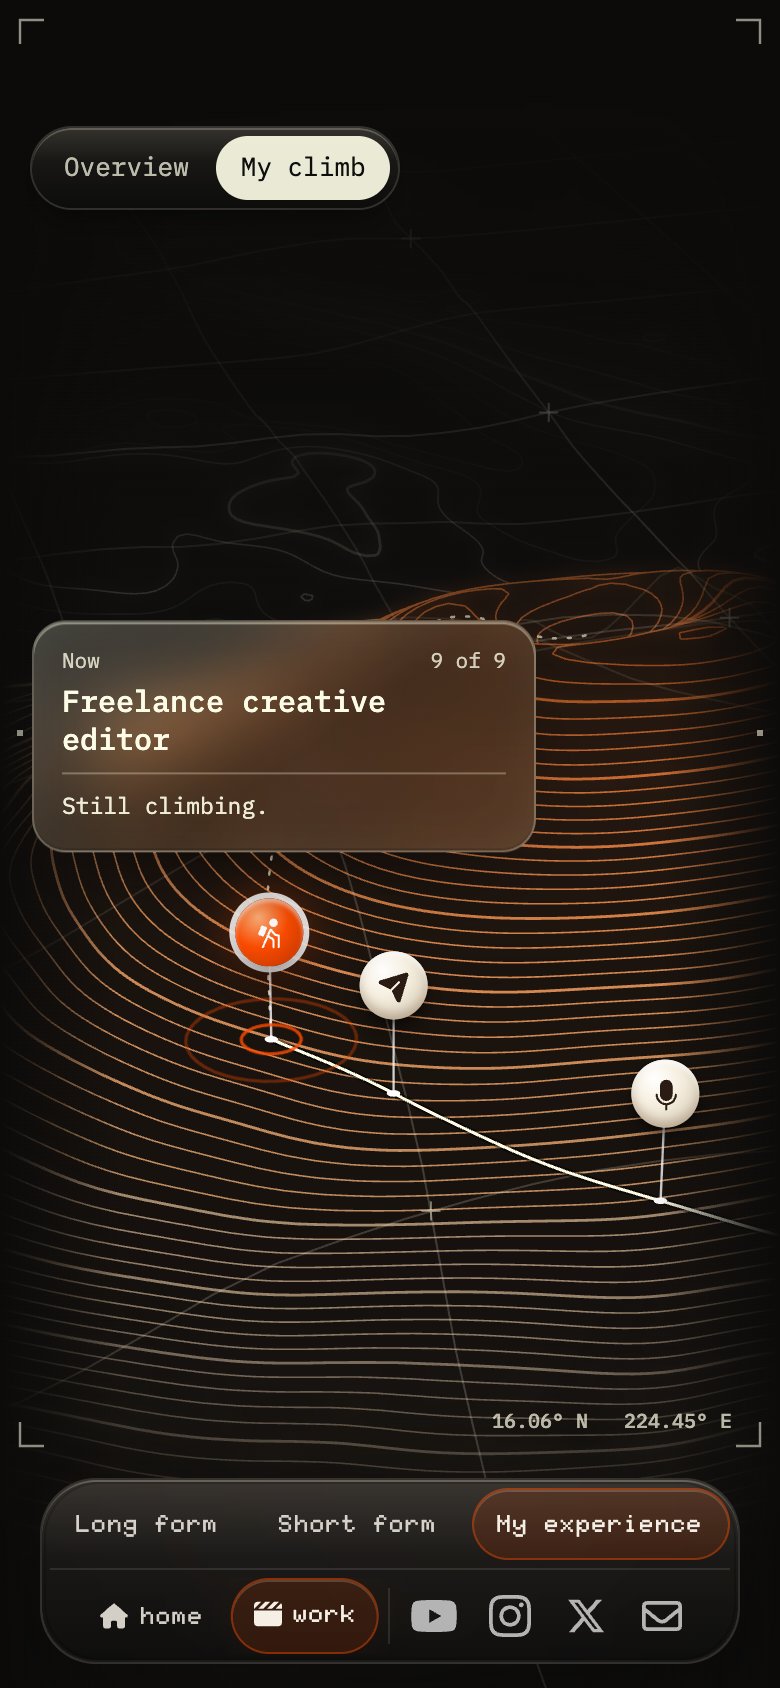 Overview My climb
Now 9 of 9
Freelance creative
editor
Still climbing.
16.06° N 224.45° E
Long form Short form My experience
home work